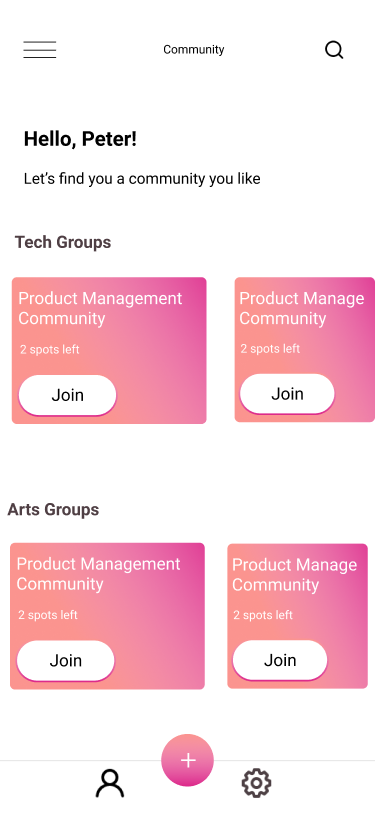 Community
Hello, Peter!
Let's find you a community you like
Tech Groups
Product Management
Community
2 spots left
Join
Product Manage
Community
2 spots left
Join
Arts Groups
Product Management
Community
2 spots left
Join
Product Manage
Community
2 spots left
Join